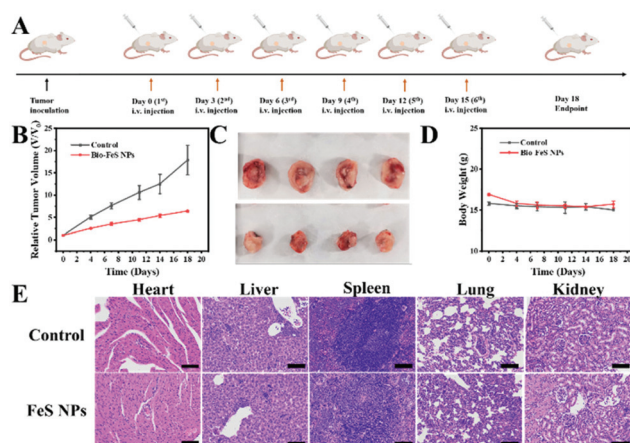 A
Tumor
inoculation
Day 0 (1st)
i.v. injection
Day 3 (2nd)
i.v. injection
Day 6 (3rd)
i.v. injection
Day 9 (4th)
i.v. injection
Day 12 (5th)
i.v. injection
Day 15 (6th)
i.v. injection
Day 18
Endpoint
B
Relative Tumor Volume (V/V0)
25
20
15
10
5
0
Control
Bio-FeS NPs
0 2 4 6 8 10 12 14 16 18 20
Time (Days)
C
D
Body Weight (g)
25
20
15
10
Control
Bio FeS NPs
0 2 4 6 8 10 12 14 16 18 20
Time (Days)
E
Heart Liver Spleen Lung Kidney
Control
FeS NPs